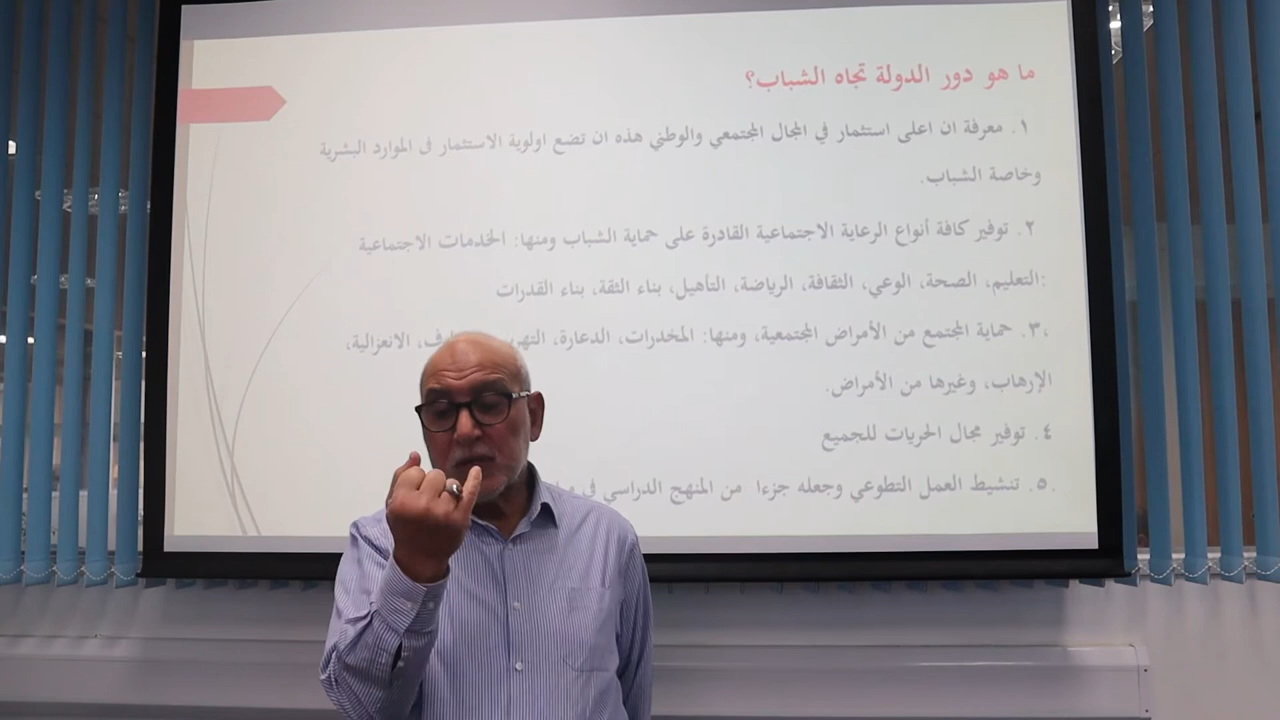 ما هو دور الدولة تجاه الشباب؟
١. معرفة ان اعلى استثمار في المجال المجتمعي والوطني هذه ان تضع اولوية الاستثمار فى الموارد البشرية
وخاصة الشباب.
٢. توفير كافة أنواع الرعاية الاجتماعية القادرة على حماية الشباب ومنها: الخدمات الاجتماعية
:التعليم، الصحة، الوعي، الثقافة، الرياضة، التأهيل، بناء الثقة، بناء القدرات
،٣. حماية المجتمع من الأمراض المجتمعية، ومنها: المخدرات، الدعارة، الانعزالية،
الإرهاب، وغيرها من الأمراض.
٤. توفير مجال الحريات للجميع
.٥. تنشيط العمل التطوعي وجعله جزءا من المنهج الدراسي في